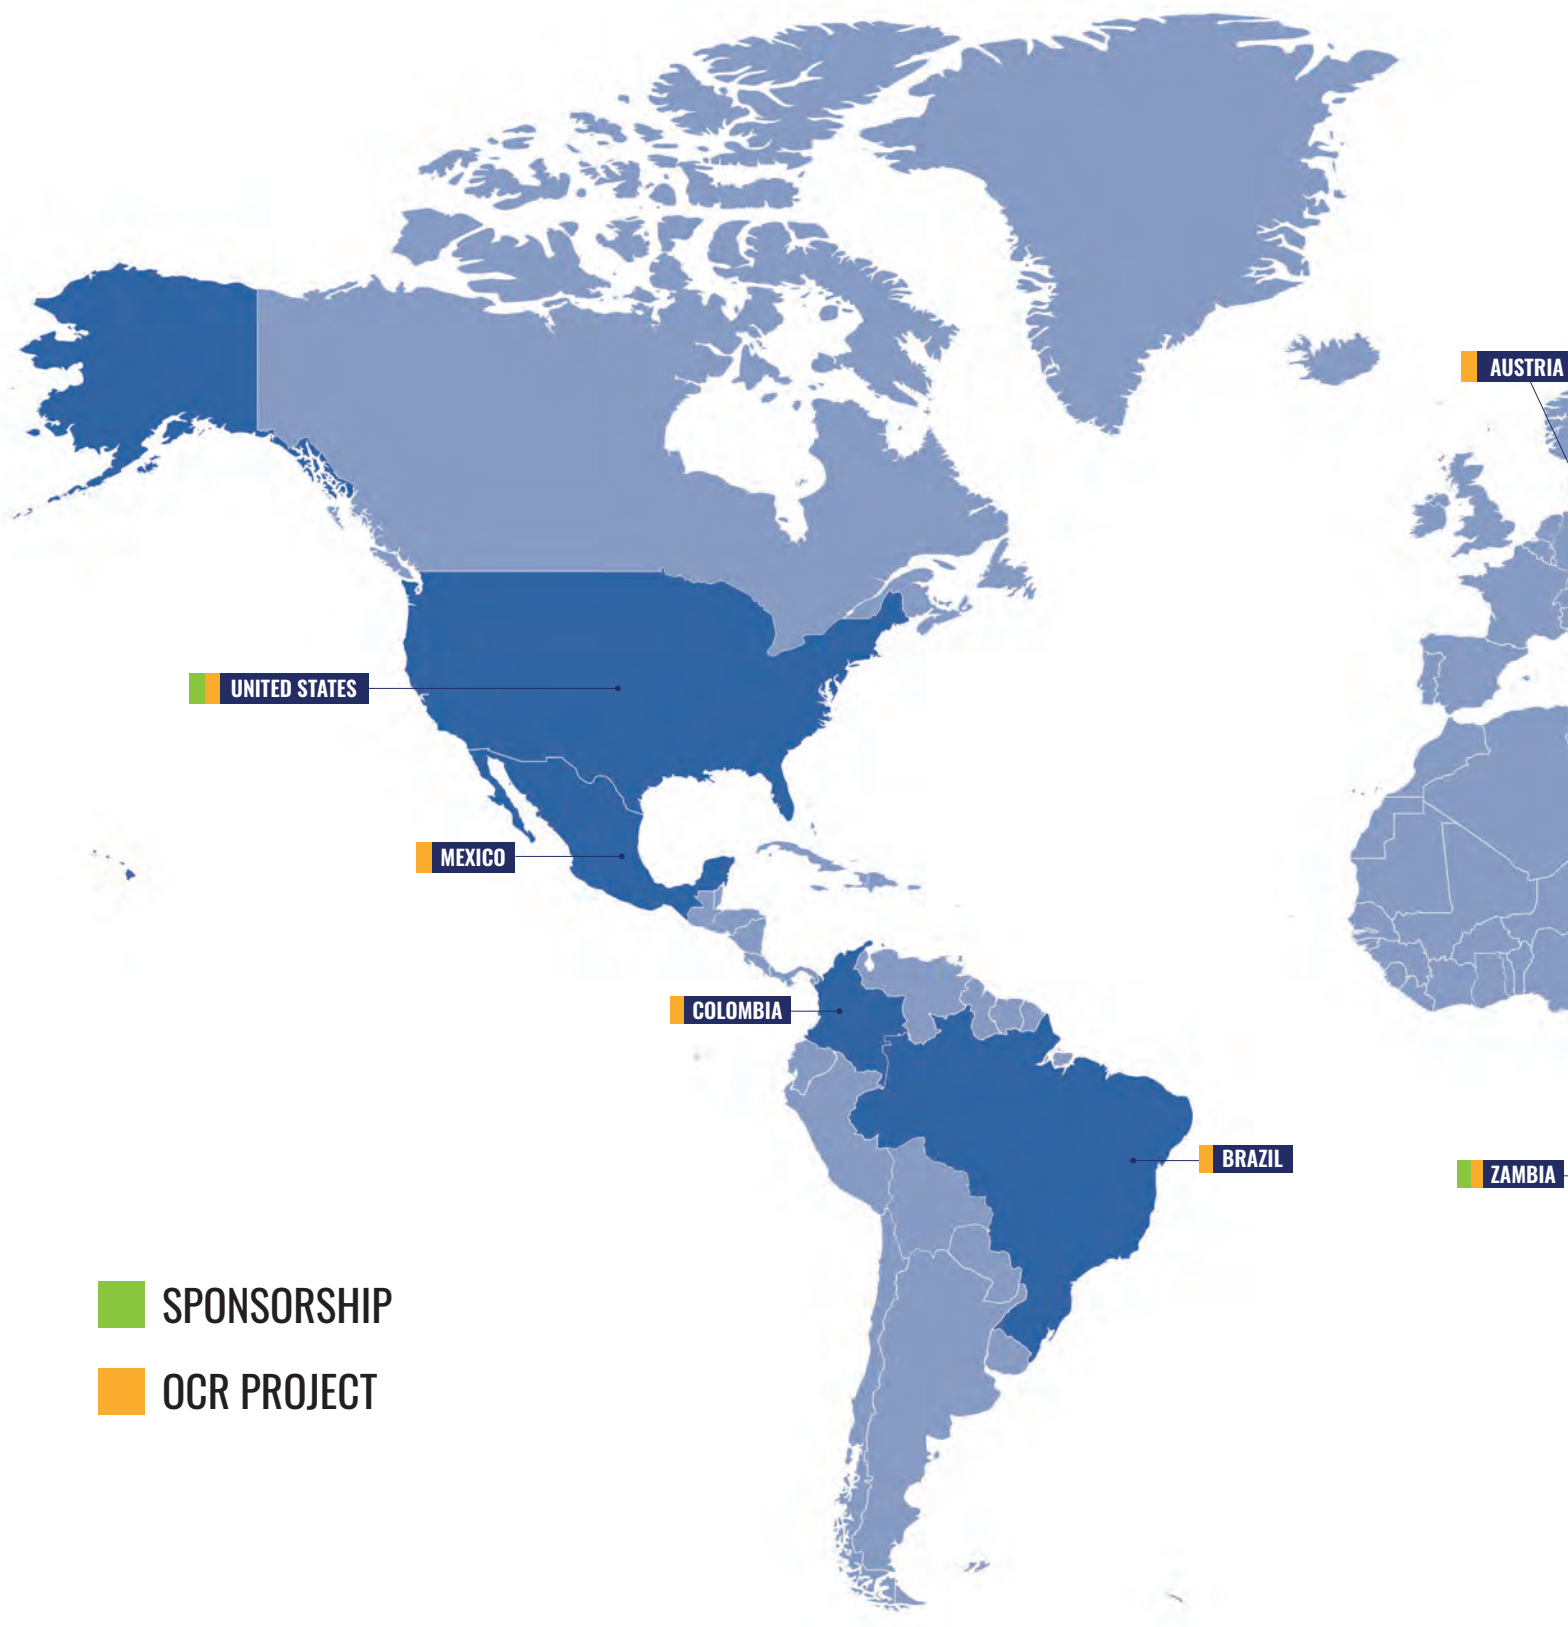 AUSTRIA
UNITED STATES
MEXICO
COLOMBIA
BRAZIL
ZAMBIA
SPONSORSHIP
OCR PROJECT